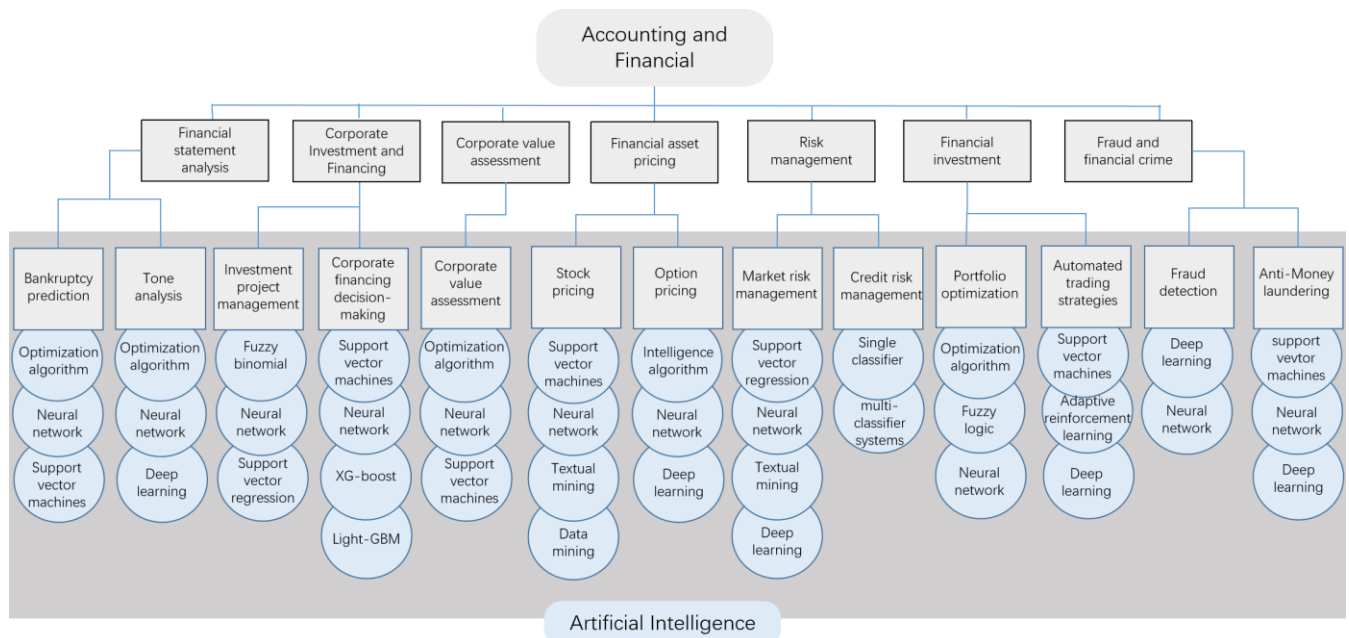 Accounting and
Financial
Financial
statement
analysis
Corporate
Investment and
Financing
Corporate value
assessment
Financial asset
pricing
Risk
management
Financial
investment
Fraud and
financial crime
Bankruptcy
prediction
Tone
analysis
Investment
project
management
Corporate
financing
decision-
making
Corporate
value
assessment
Stock
pricing
Option
pricing
Market risk
management
Credit risk
management
Portfolio
optimization
Automated
trading
strategies
Fraud
detection
Anti-Money
laundering
Optimization
algorithm
Neural
network
Support
vector
machines
Optimization
algorithm
Neural
network
Deep
learning
Fuzzy
binomial
Neural
network
Support
vector
regression
Support
vector
machines
Neural
network
XG-boost
Light-GBM
Optimization
algorithm
Neural
network
Support
vector
machines
Support
vector
machines
Neural
network
Textual
mining
Data
mining
Intelligence
algorithm
Neural
network
Deep
learning
Support
vector
regression
Neural
network
Textual
mining
Deep
learning
Single
classifier
multi-
classifier
systems
Optimization
algorithm
Fuzzy
logic
Neural
network
Support
vector
machines
Adaptive
reinforcement
learning
Deep
learning
Deep
learning
Neural
network
support
vevtor
machines
Neural
network
Deep
learning
Artificial Intelligence